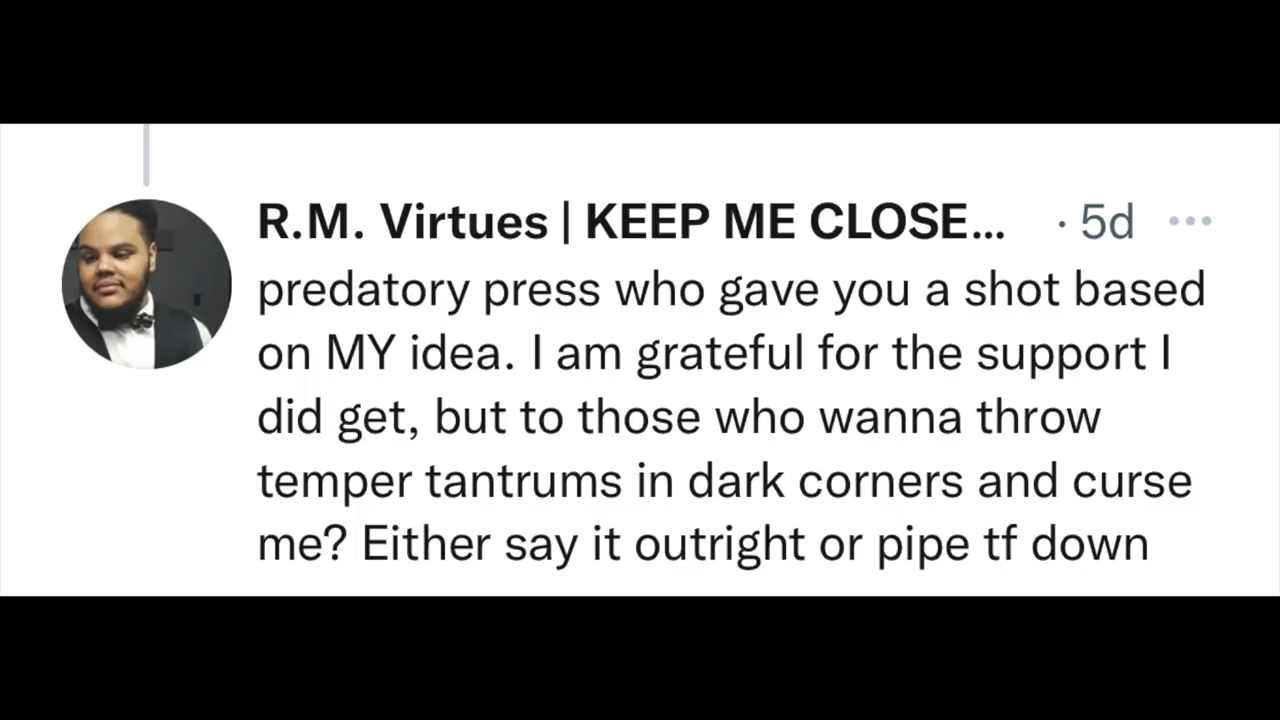 R.M. Virtues | KEEP ME CLOSE... · 5d
predatory press who gave you a shot based
on MY idea. I am grateful for the support I
did get, but to those who wanna throw
temper tantrums in dark corners and curse
me? Either say it outright or pipe tf down